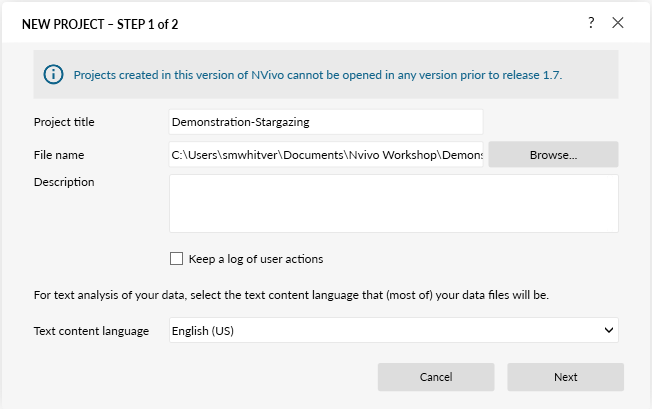 NEW PROJECT – STEP 1 of 2
?
Projects created in this version of NVivo cannot be opened in any version prior to release 1.7.
Project title
Demonstration-Stargazing
File name
C:\Users\smwhitver\Documents\Nvivo Workshop\Demons
Browse...
Description
Keep a log of user actions
For text analysis of your data, select the text content language that (most of) your data files will be.
Text content language
English (US)
Cancel
Next